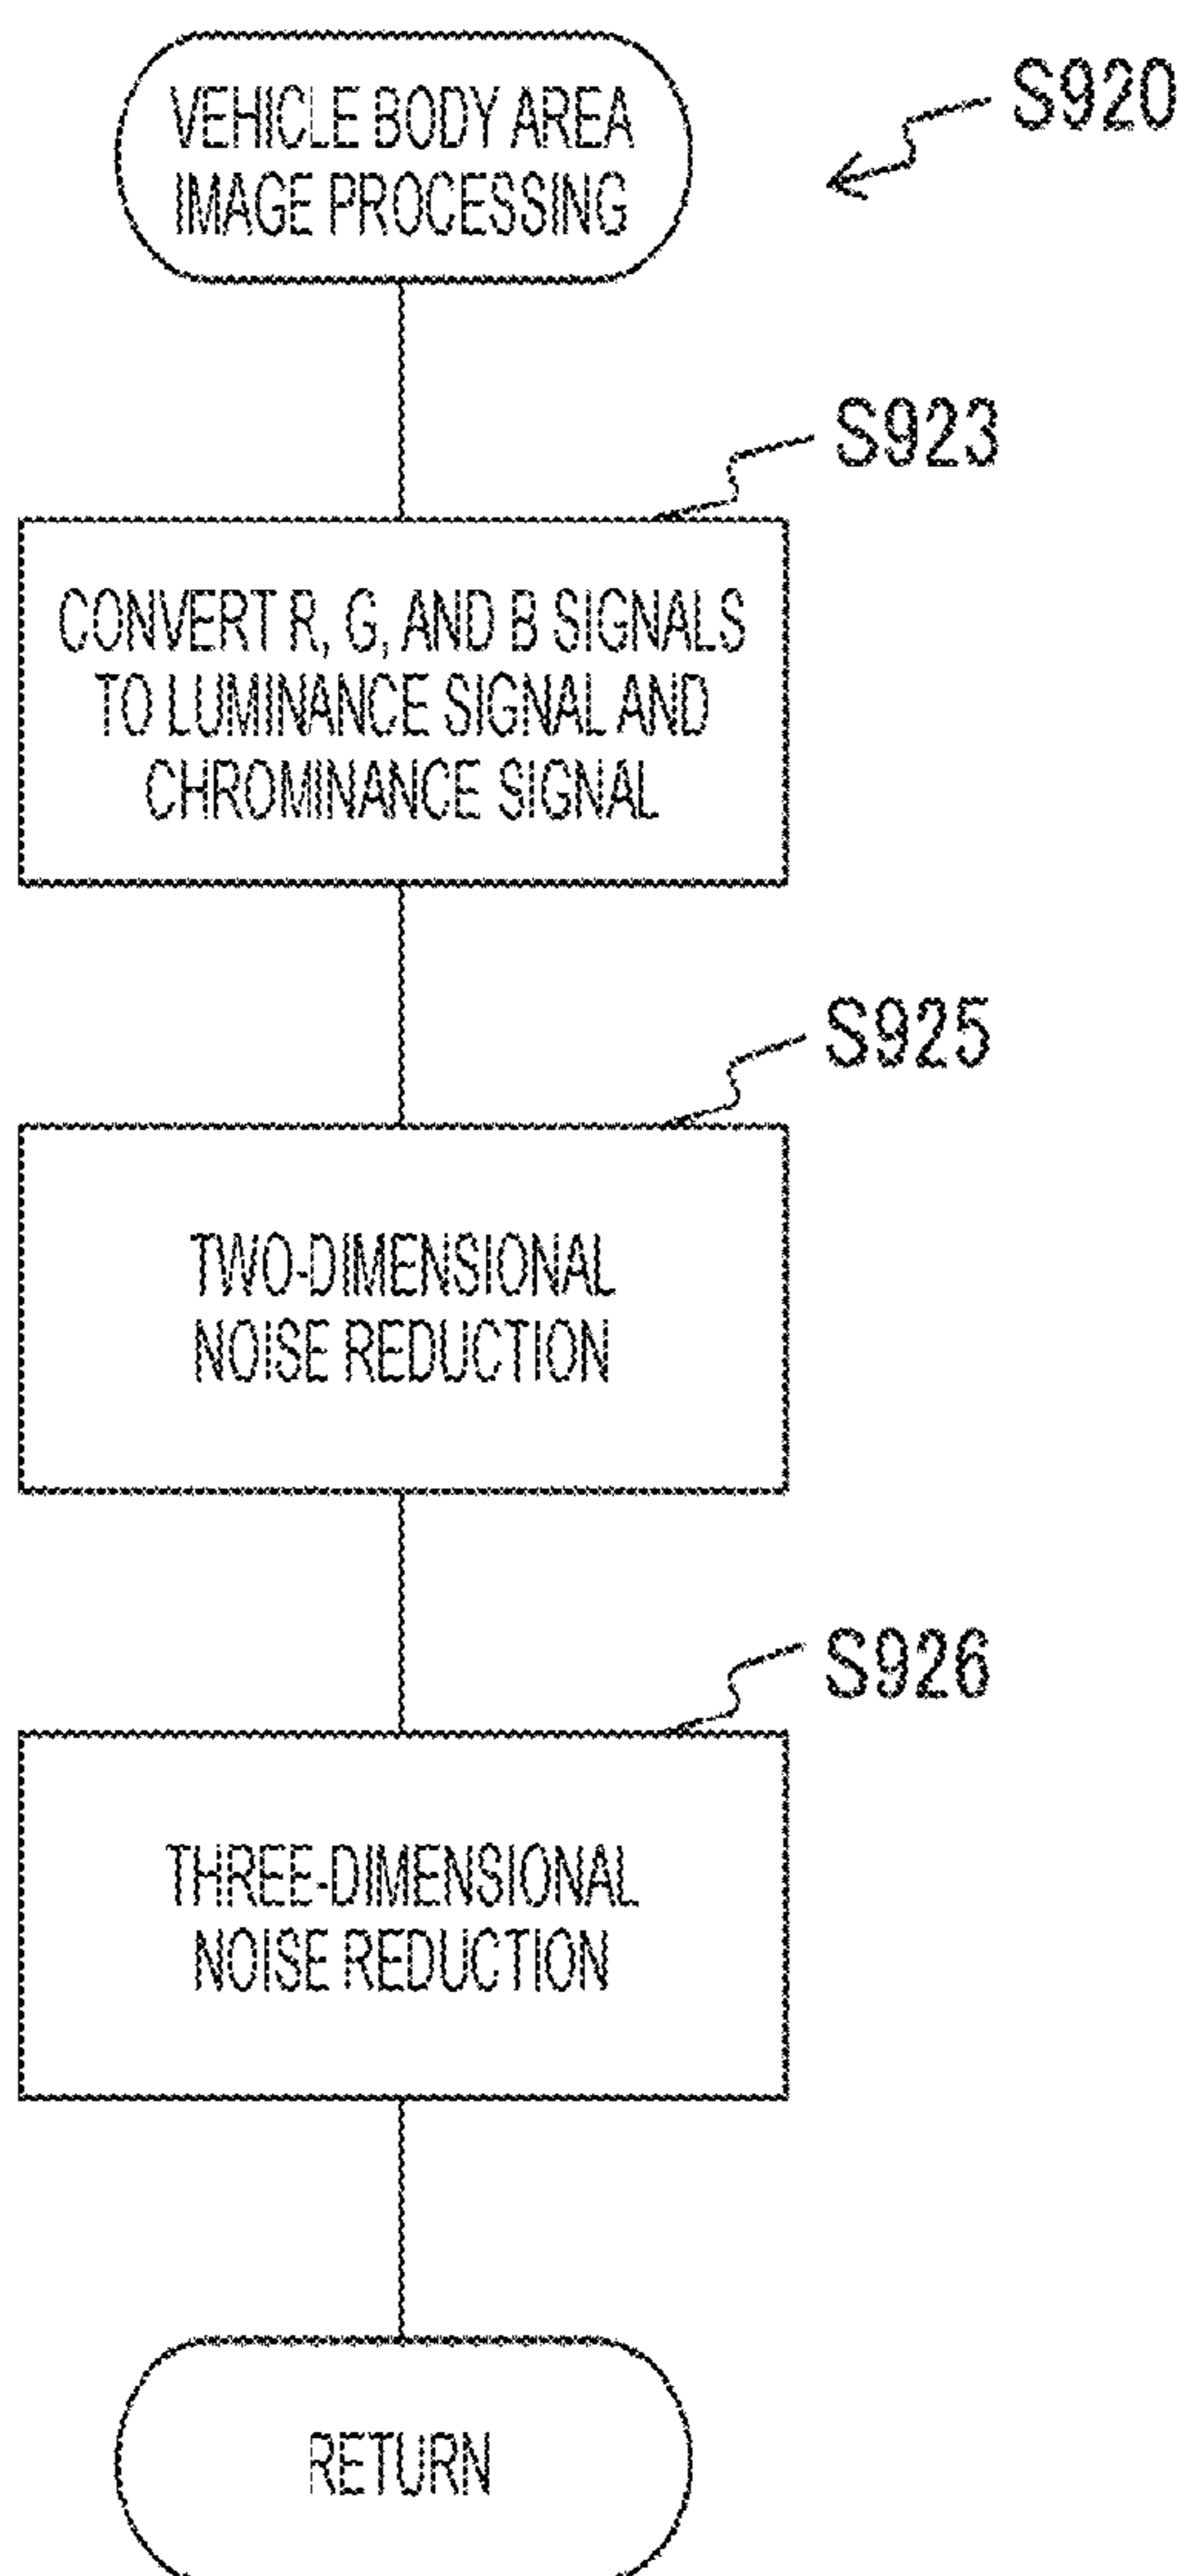 VEHICLE BODY AREA
IMAGE PROCESSING
S920
S923
CONVERT R, G, AND B SIGNALS
TO LUMINANCE SIGNAL AND
CHROMINANCE SIGNAL
S925
TWO-DIMENSIONAL
NOISE REDUCTION
S926
THREE-DIMENSIONAL
NOISE REDUCTION
RETURN